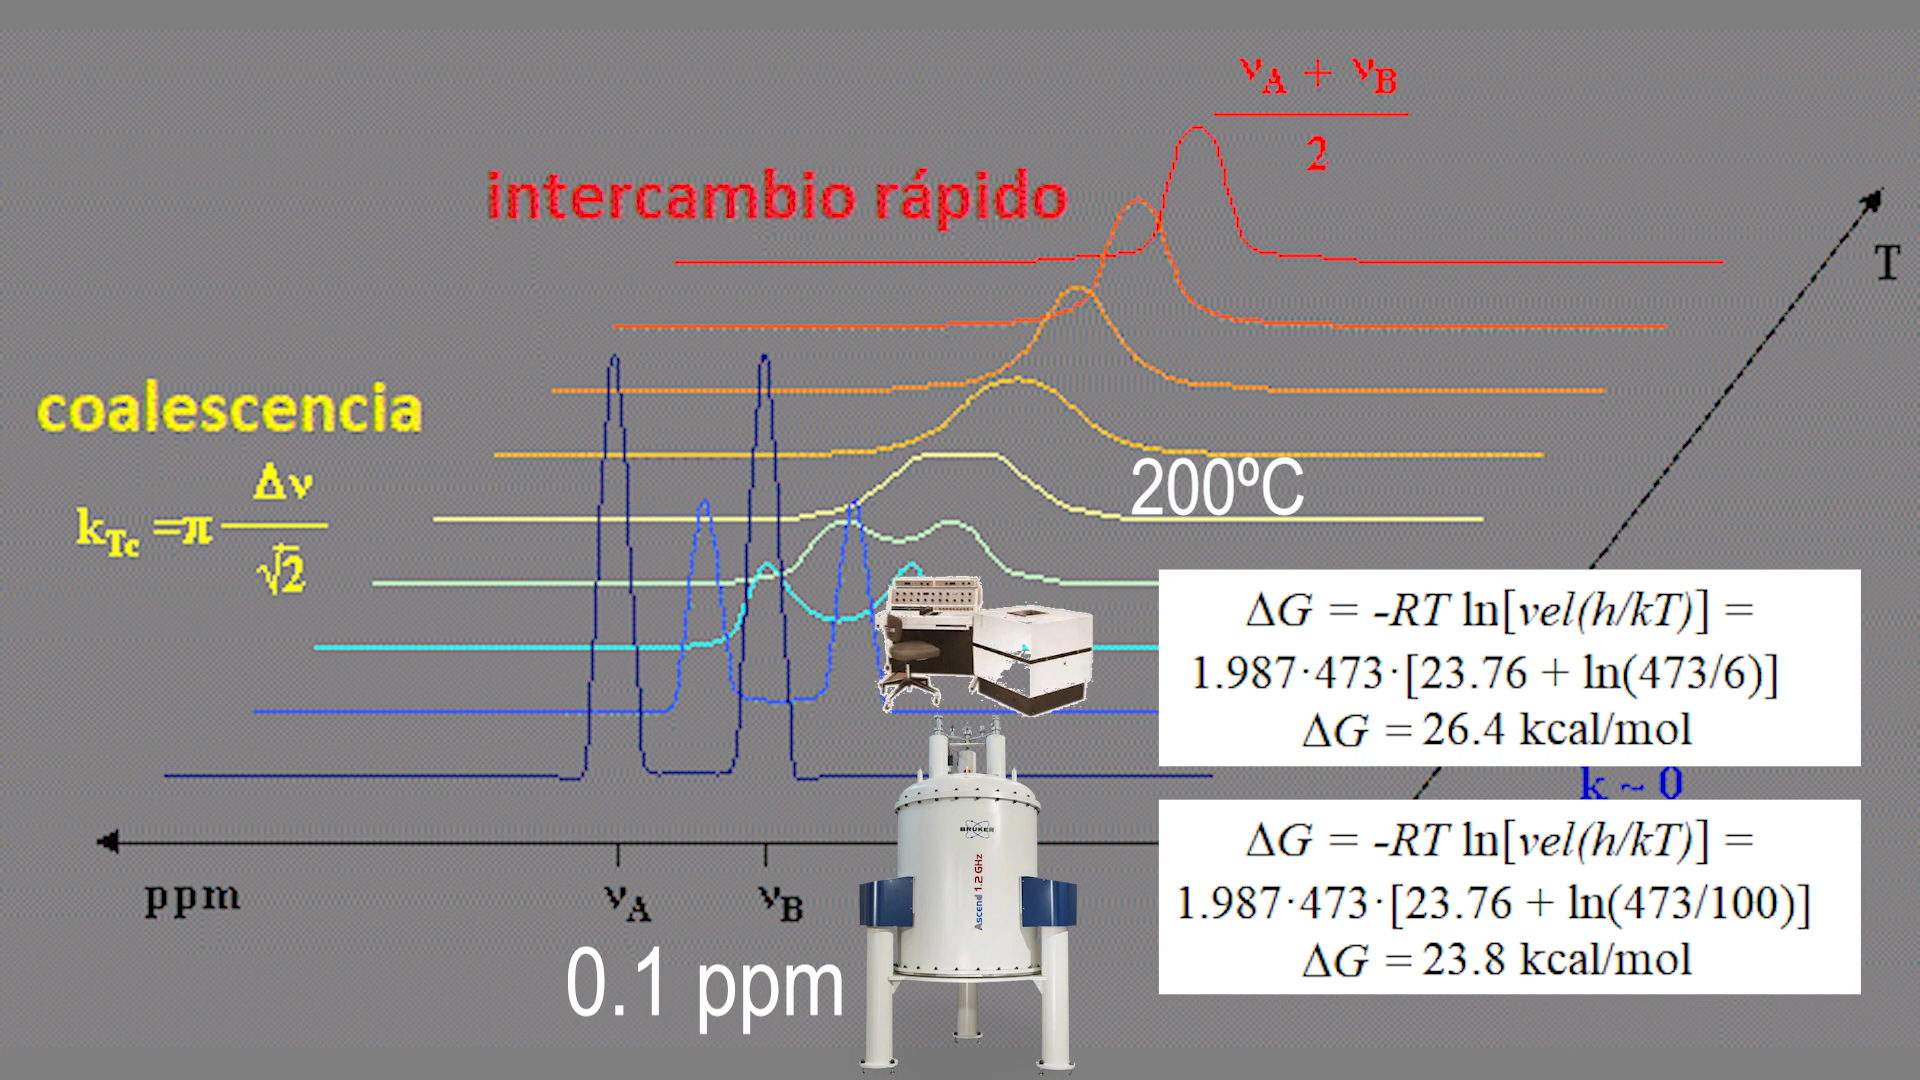 νA + νB
2
intercambio rápido
T
coalescencia
kTc =π Δν
√2
200ºC
ΔG = -RT ln[vel(h/kT)] =
1.987·473·[23.76 + ln(473/6)]
ΔG = 26.4 kcal/mol
k ~ 0
ΔG = -RT ln[vel(h/kT)] =
1.987·473·[23.76 + ln(473/100)]
ΔG = 23.8 kcal/mol
BRUKER
Ascend 1.2 GHz
ppm
νA
νB
0.1 ppm